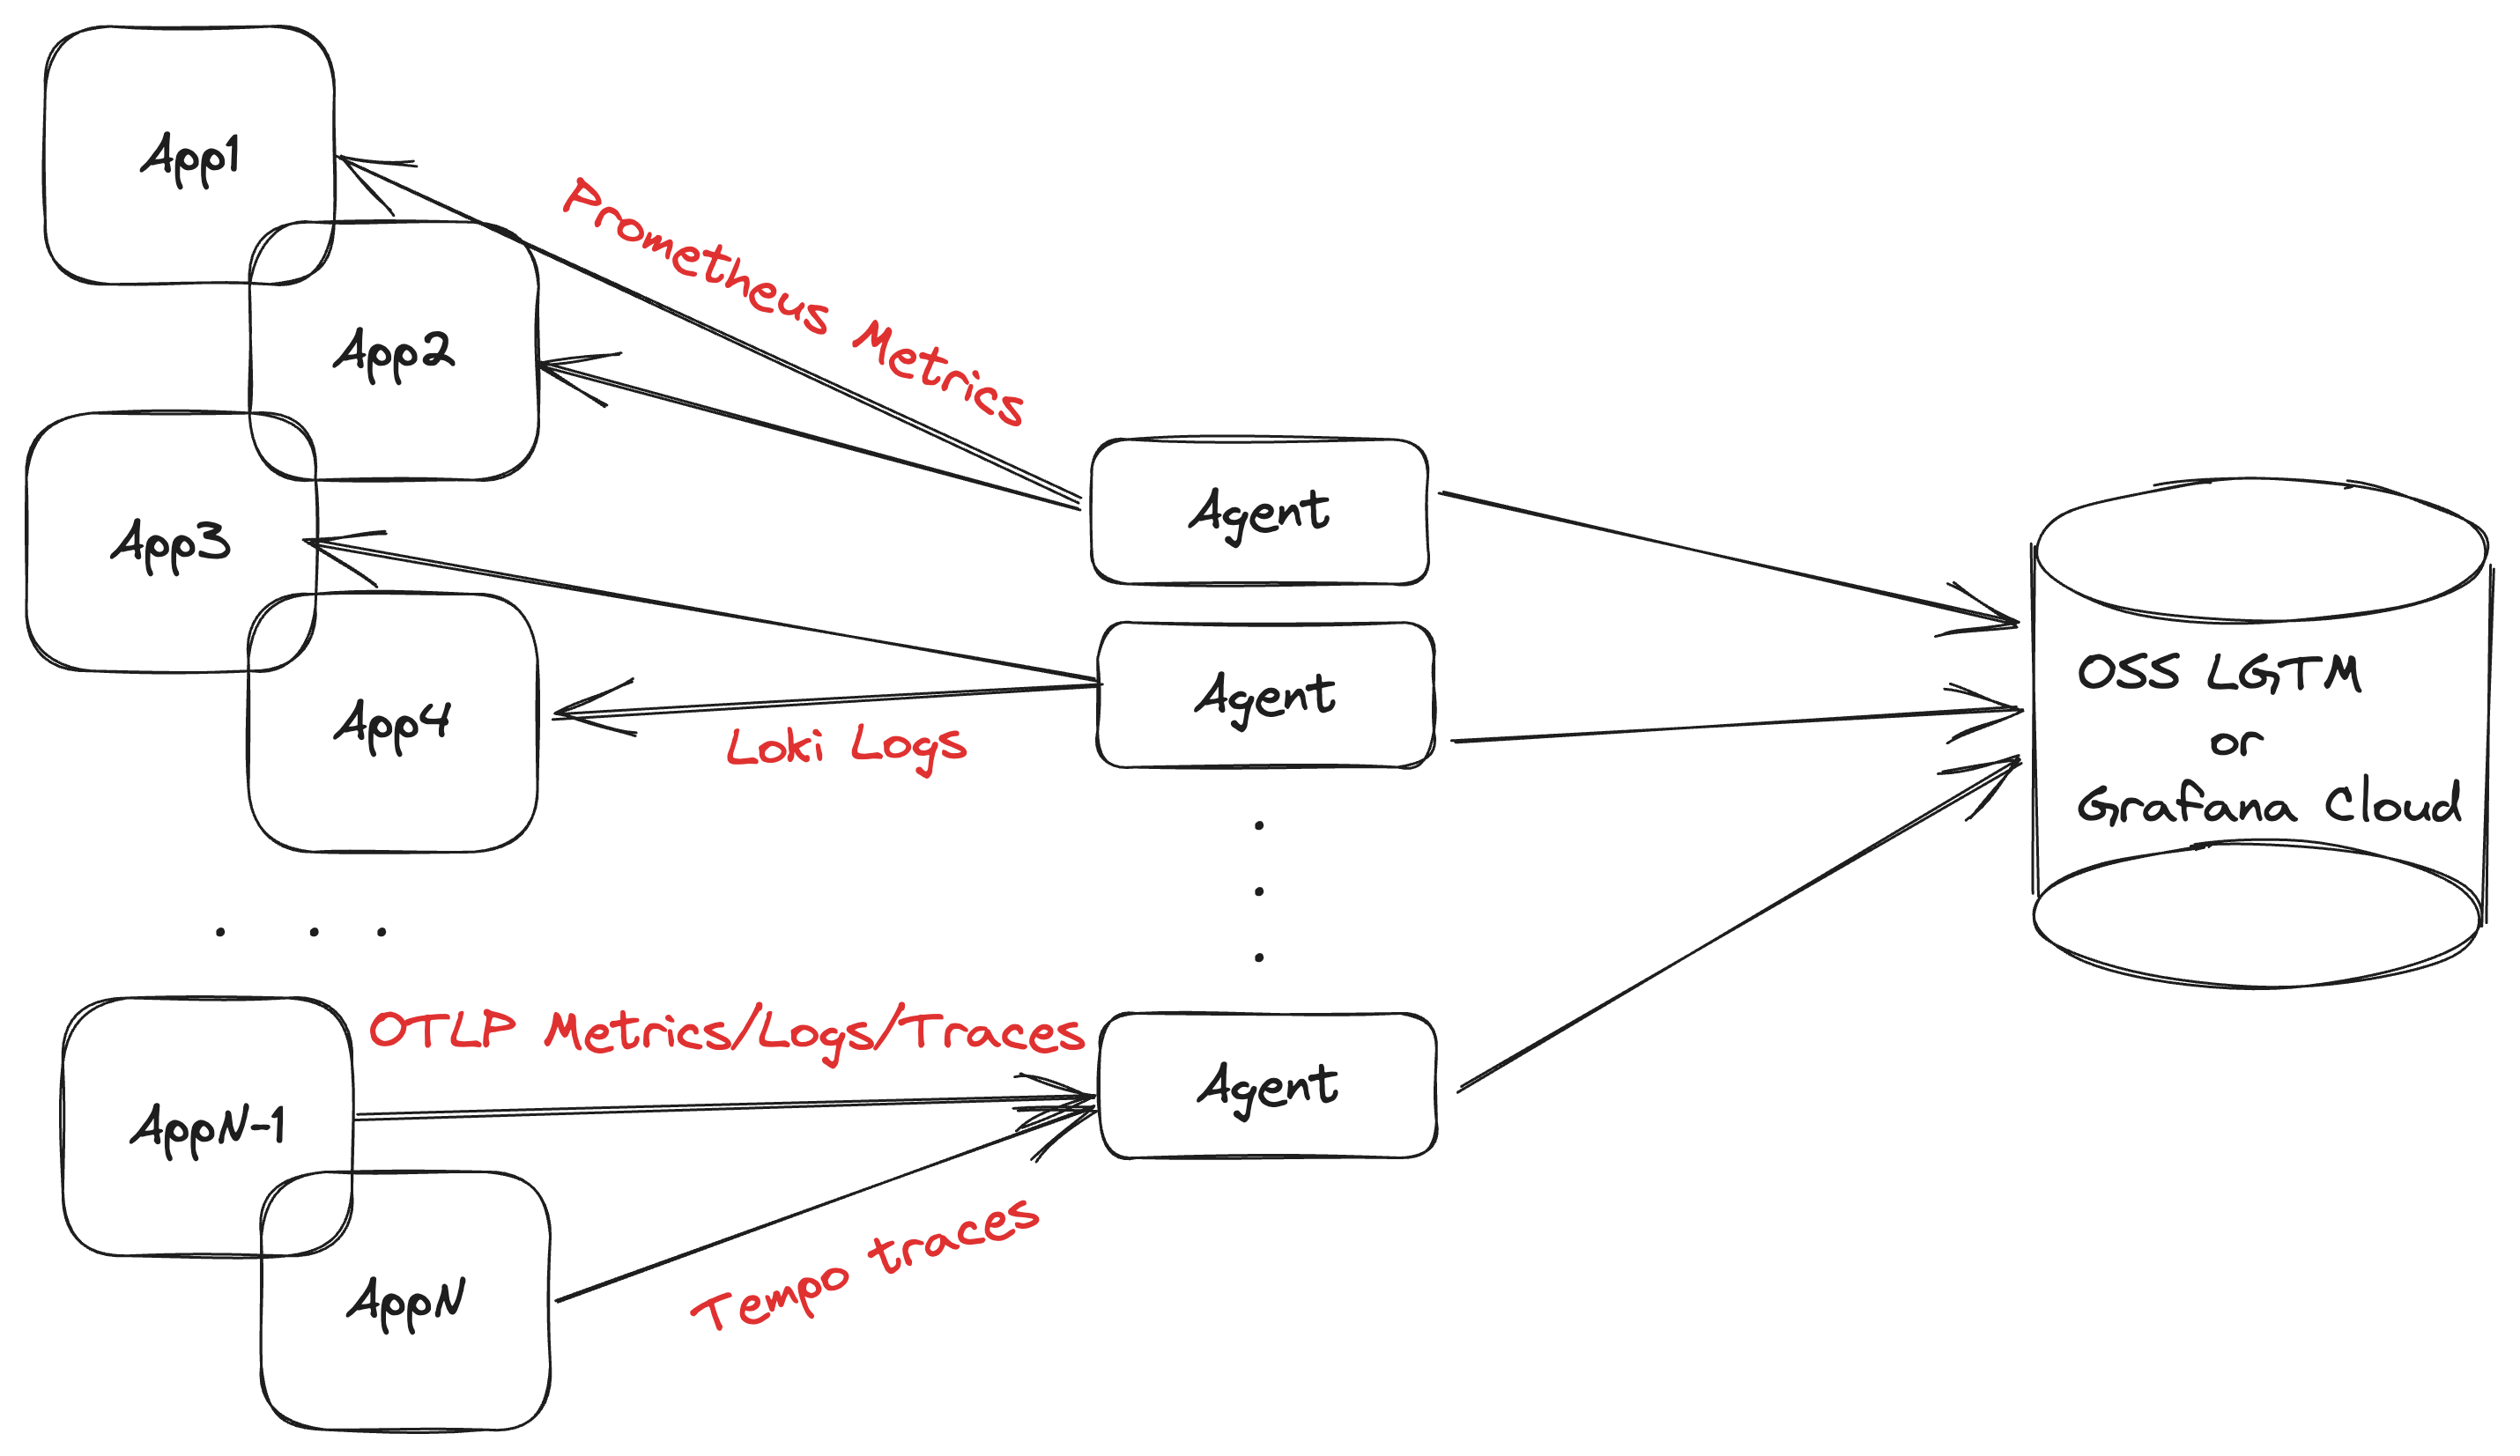 App1
Prometheus Metrics
App2
Agent
App3
Agent
App4
Loki Logs
OSS LGTM
or
Grafana Cloud
OTLP Metrics/Logs/Traces
Agent
AppN-1
Tempo traces
AppN